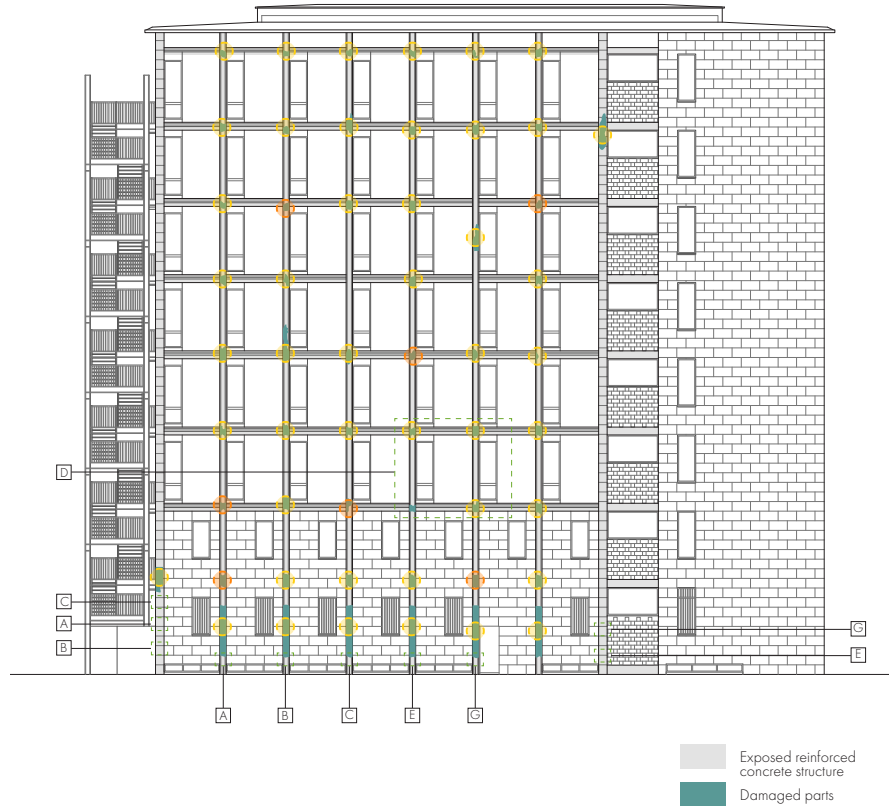 D
C
A
B
G
E
A
B
C
E
G
Exposed reinforced
concrete structure
Damaged parts